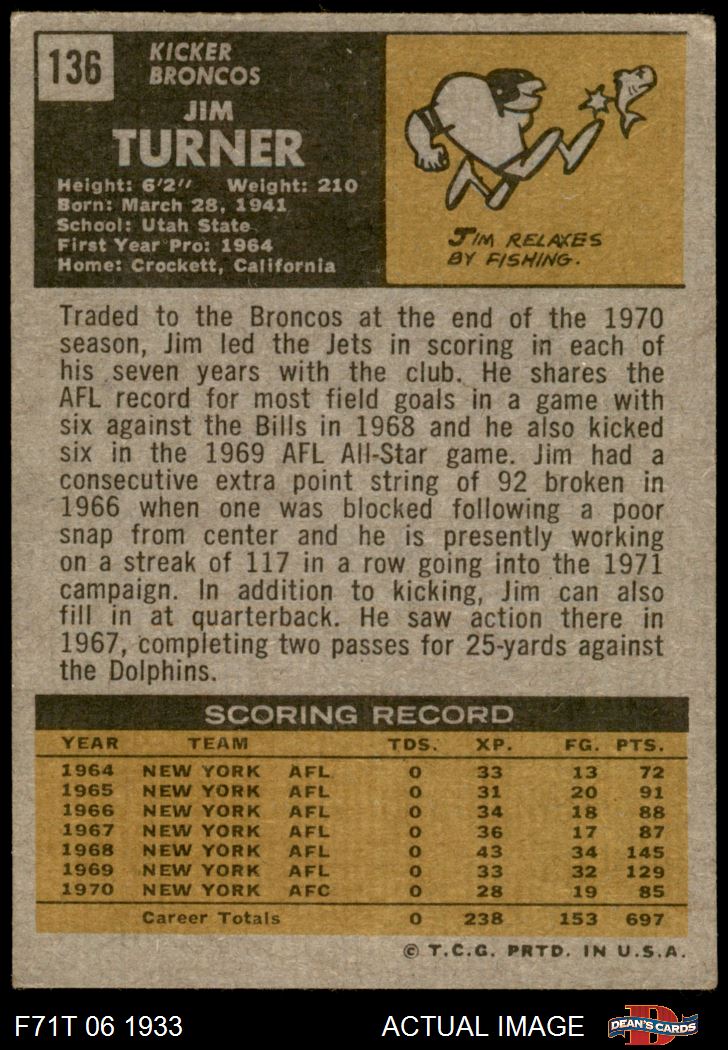 136
KICKER
BRONCOS
JIM
TURNER
Height: 6'2" Weight: 210
Born: March 28, 1941
School: Utah State
First Year Pro: 1964
Home: Crockett, California
JIM RELAXES
BY FISHING.
Traded to the Broncos at the end of the 1970
season, Jim led the Jets in scoring in each of
his seven years with the club. He shares the
AFL record for most field goals in a game with
six against the Bills in 1968 and he also kicked
six in the 1969 AFL All-Star game. Jim had a
consecutive extra point string of 92 broken in
1966 when one was blocked following a poor
snap from center and he is presently working
on a streak of 117 in a row going into the 1971
campaign. In addition to kicking, Jim can also
fill in at quarterback. He saw action there in
1967, completing two passes for 25-yards against
the Dolphins.
SCORING RECORD
YEAR TEAM TDS. XP. FG. PTS.
1964 NEW YORK AFL 0 33 13 72
1965 NEW YORK AFL 0 31 20 91
1966 NEW YORK AFL 0 34 18 88
1967 NEW YORK AFL 0 36 17 87
1968 NEW YORK AFL 0 43 34 145
1969 NEW YORK AFL 0 33 32 129
1970 NEW YORK AFC 0 28 19 85
Career Totals 0 238 153 697
© T.C.G. PRTD. IN U.S.A.
F71T 06 1933 ACTUAL IMAGE
D
DEAN'S CARDS